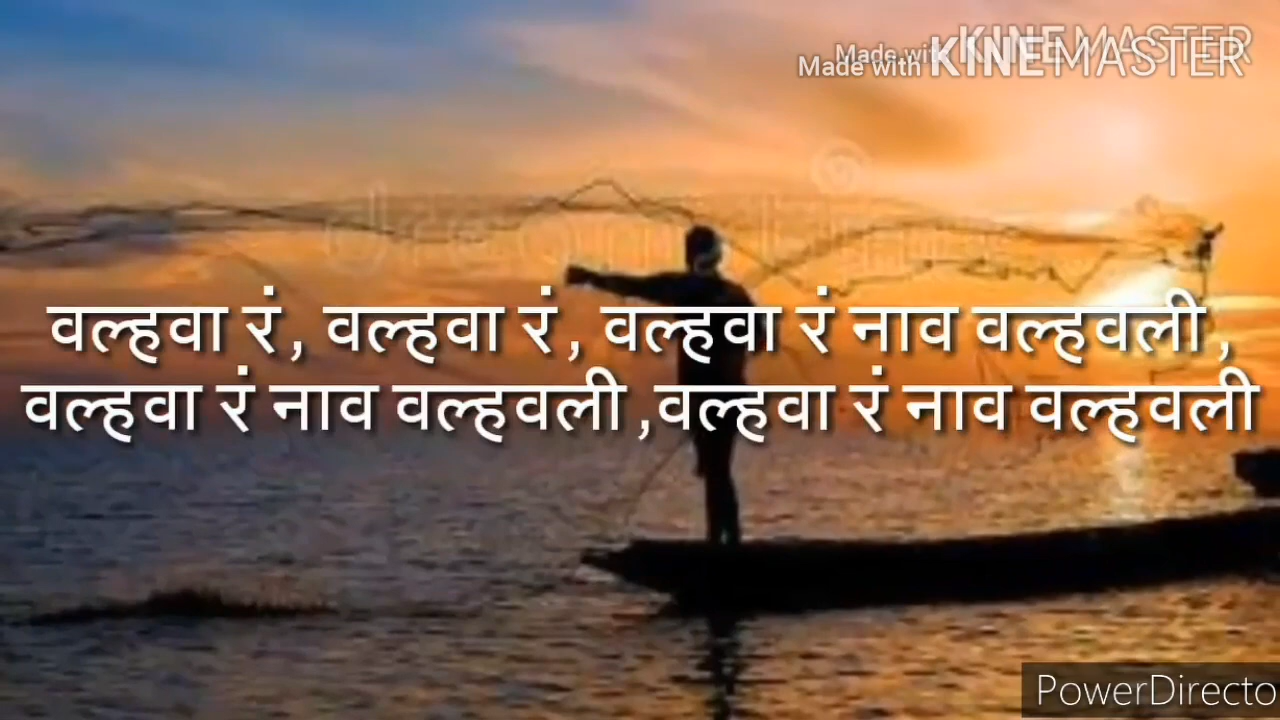 Made with KINEMASTER
Made with KINEMASTER
वल्हवा रं, वल्हवा रं, वल्हवा रं नाव वल्हवली,
वल्हवा रं नाव वल्हवली,वल्हवा रं नाव वल्हवली
PowerDirecto